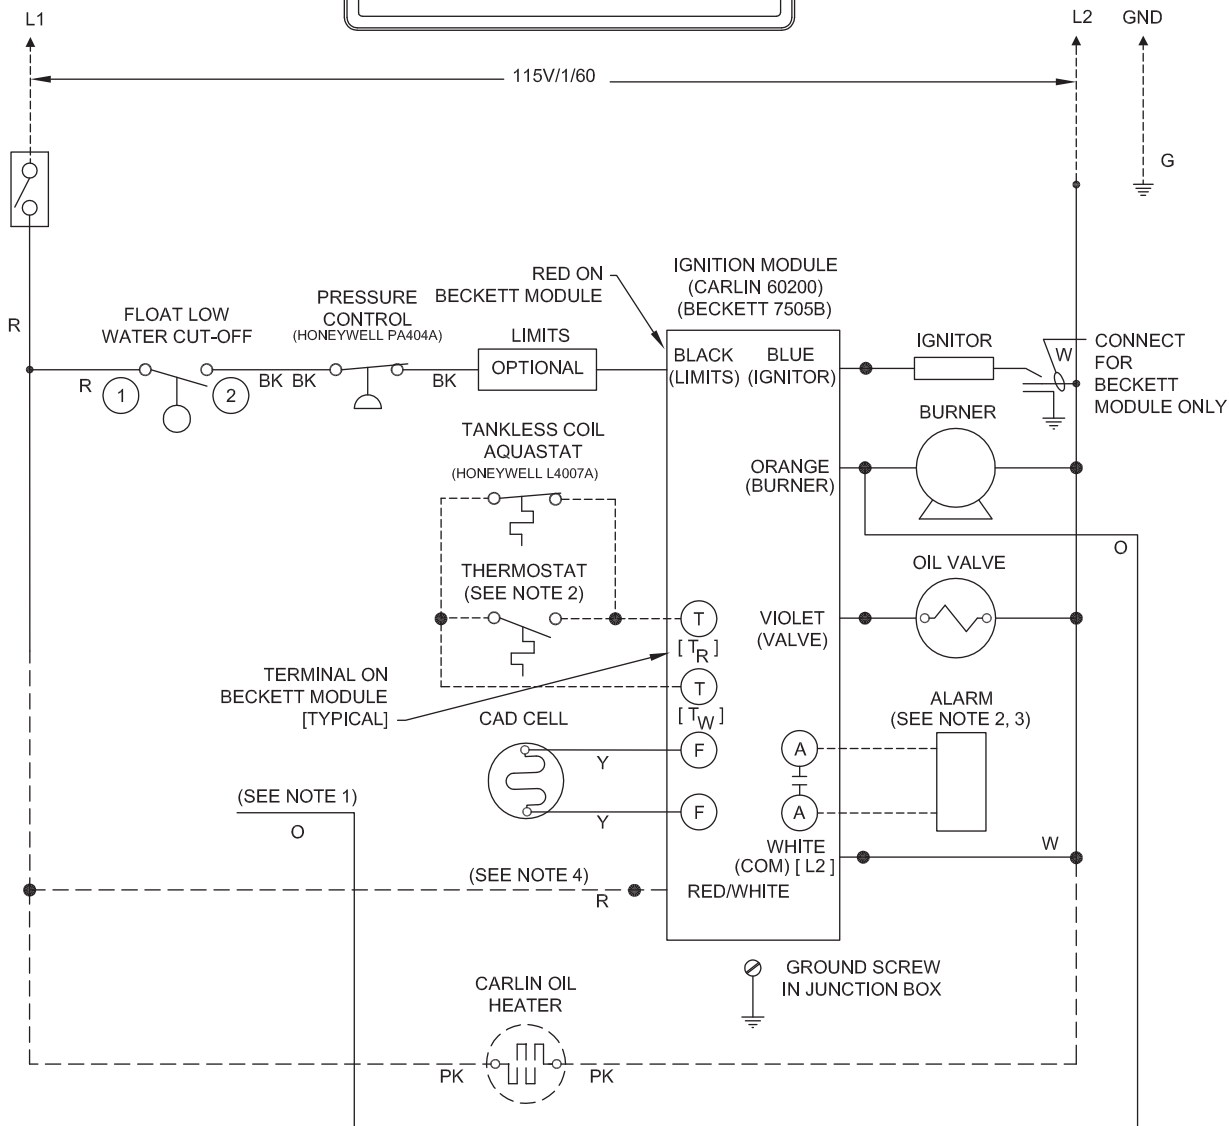 L1
L2
GND
115V/1/60
G
R
FLOAT LOW
WATER CUT-OFF
R
1
2
BK
BK
PRESSURE
CONTROL
(HONEYWELL PA404A)
BK
LIMITS
OPTIONAL
RED ON
BECKETT MODULE
IGNITION MODULE
(CARLIN 60200)
(BECKETT 7505B)
BLACK
(LIMITS)
BLUE
(IGNITOR)
IGNITOR
W
CONNECT
FOR
BECKETT
MODULE ONLY
TANKLESS COIL
AQUASTAT
(HONEYWELL L4007A)
ORANGE
(BURNER)
BURNER
O
THERMOSTAT
(SEE NOTE 2)
T
[ TR ]
T
[ TW ]
VIOLET
(VALVE)
OIL VALVE
TERMINAL ON
BECKETT MODULE
[TYPICAL]
CAD CELL
Y
F
Y
F
A
A
ALARM
(SEE NOTE 2, 3)
(SEE NOTE 1)
O
WHITE
(COM) [ L2 ]
W
(SEE NOTE 4)
R
RED/WHITE
GROUND SCREW
IN JUNCTION BOX
CARLIN OIL
HEATER
PK
PK